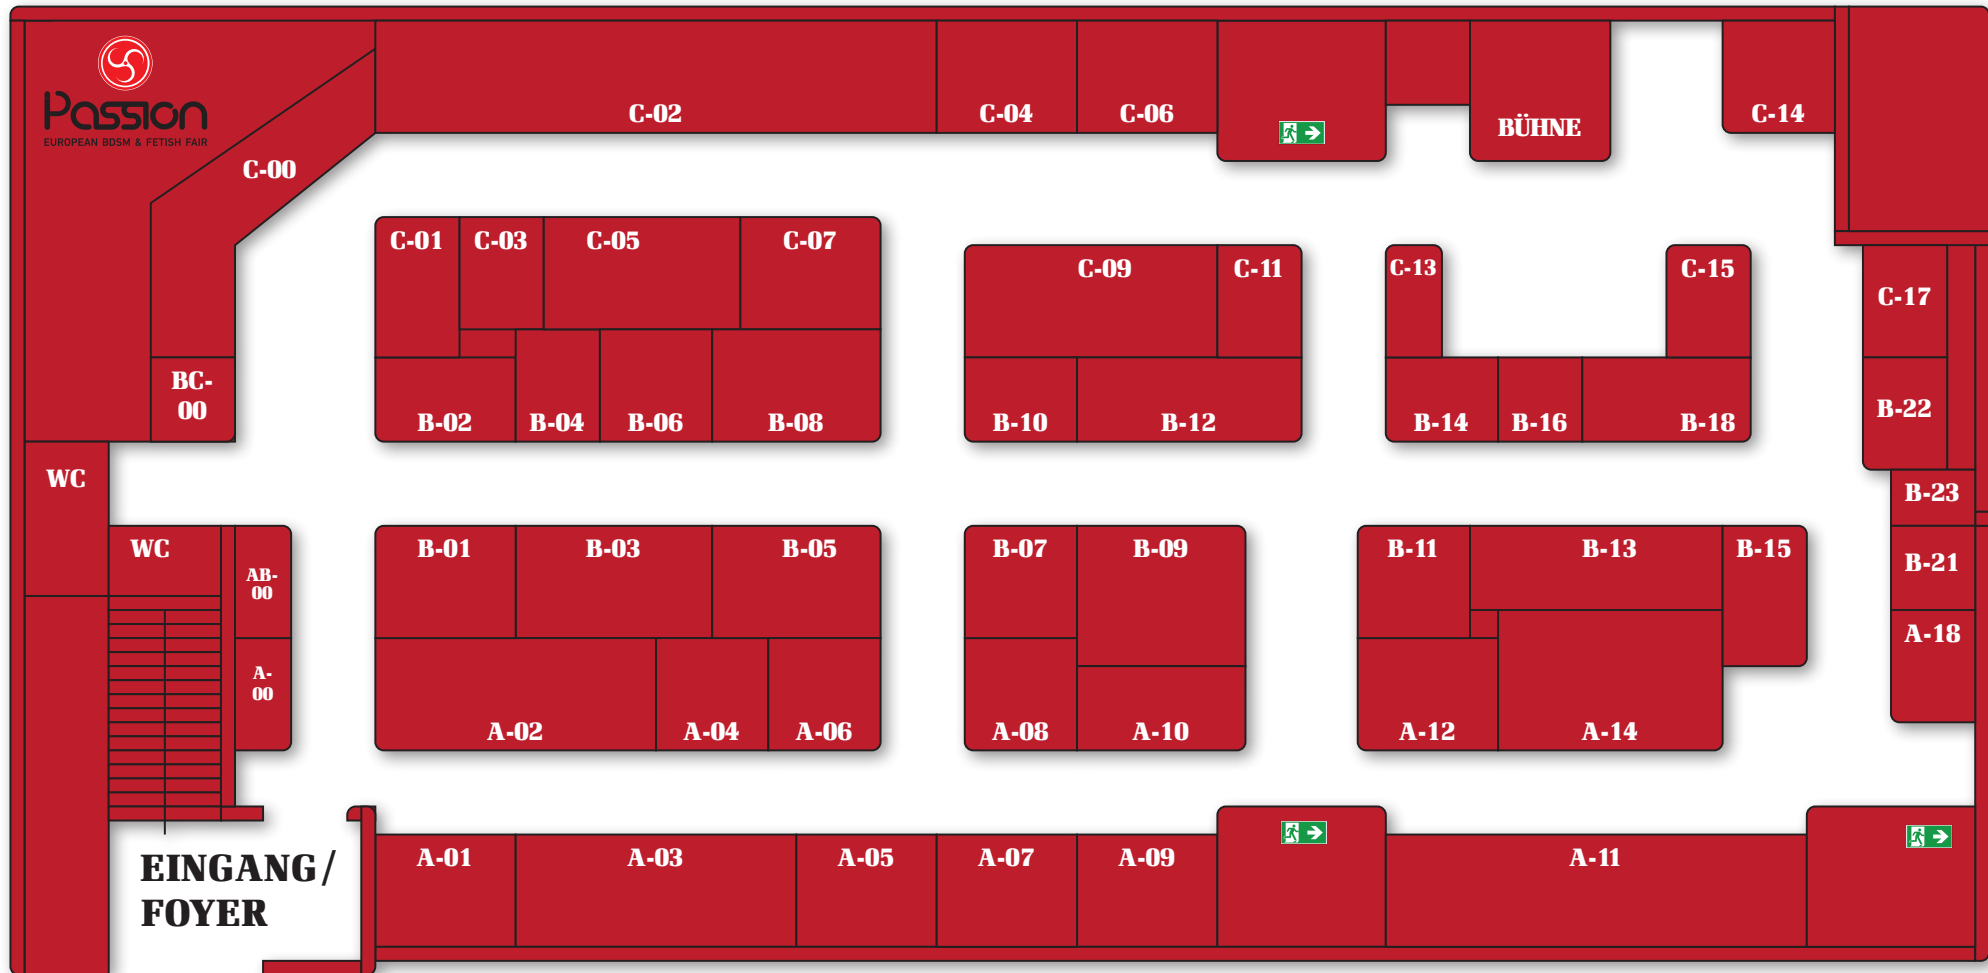 Passion
EUROPEAN BDSM & FETISH FAIR
C-00
C-02
C-04
C-06
BÜHNE
C-14
C-01
C-03
C-05
C-07
C-09
C-11
C-13
C-15
C-17
BC-
00
B-02
B-04
B-06
B-08
B-10
B-12
B-14
B-16
B-18
B-22
WC
B-23
WC
AB-
00
B-01
B-03
B-05
B-07
B-09
B-11
B-13
B-15
B-21
A-
00
A-18
A-02
A-04
A-06
A-08
A-10
A-12
A-14
EINGANG/
FOYER
A-01
A-03
A-05
A-07
A-09
A-11